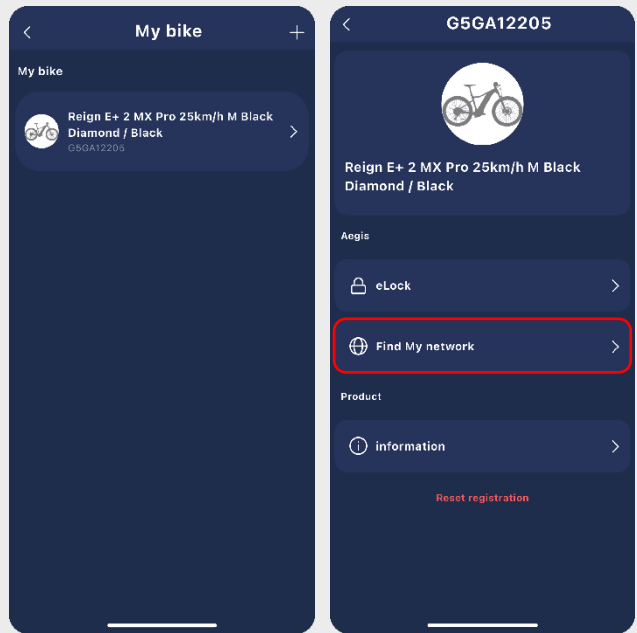 My bike
My bike
Reign E+ 2 MX Pro 25km/h M Black
Diamond / Black
G5GA12205
G5GA12205
Reign E+ 2 MX Pro 25km/h M Black
Diamond / Black
Aegis
eLock
Find My network
Product
information
Reset registration